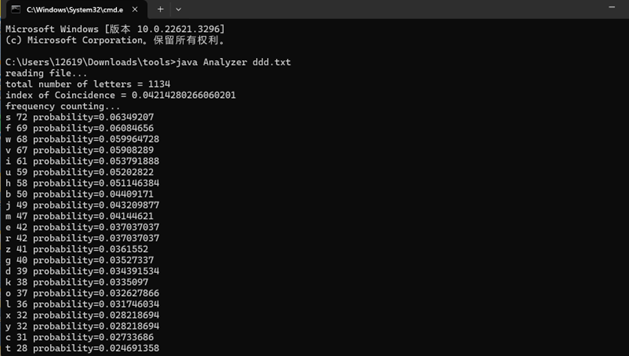 C:\Windows\System32\cmd.e
Microsoft Windows [版本 10.0.22621.3296]
(c) Microsoft Corporation。保留所有权利。
C:\Users\12619\Downloads\tools>java Analyzer ddd.txt
reading file...
total number of letters = 1134
index of Coincidence = 0.04214280266060201
frequency counting...
s 72 probability=0.06349207
f 69 probability=0.06084656
w 68 probability=0.059964728
v 67 probability=0.05908289
i 61 probability=0.053791888
u 59 probability=0.05202822
h 58 probability=0.051146384
b 50 probability=0.04409171
j 49 probability=0.043209877
m 47 probability=0.04144621
e 42 probability=0.037037037
r 42 probability=0.037037037
z 41 probability=0.0361552
g 40 probability=0.03527337
d 39 probability=0.034391534
k 38 probability=0.0335097
o 37 probability=0.032627866
l 36 probability=0.031746034
x 32 probability=0.028218694
y 32 probability=0.028218694
c 31 probability=0.02733686
t 28 probability=0.024691358